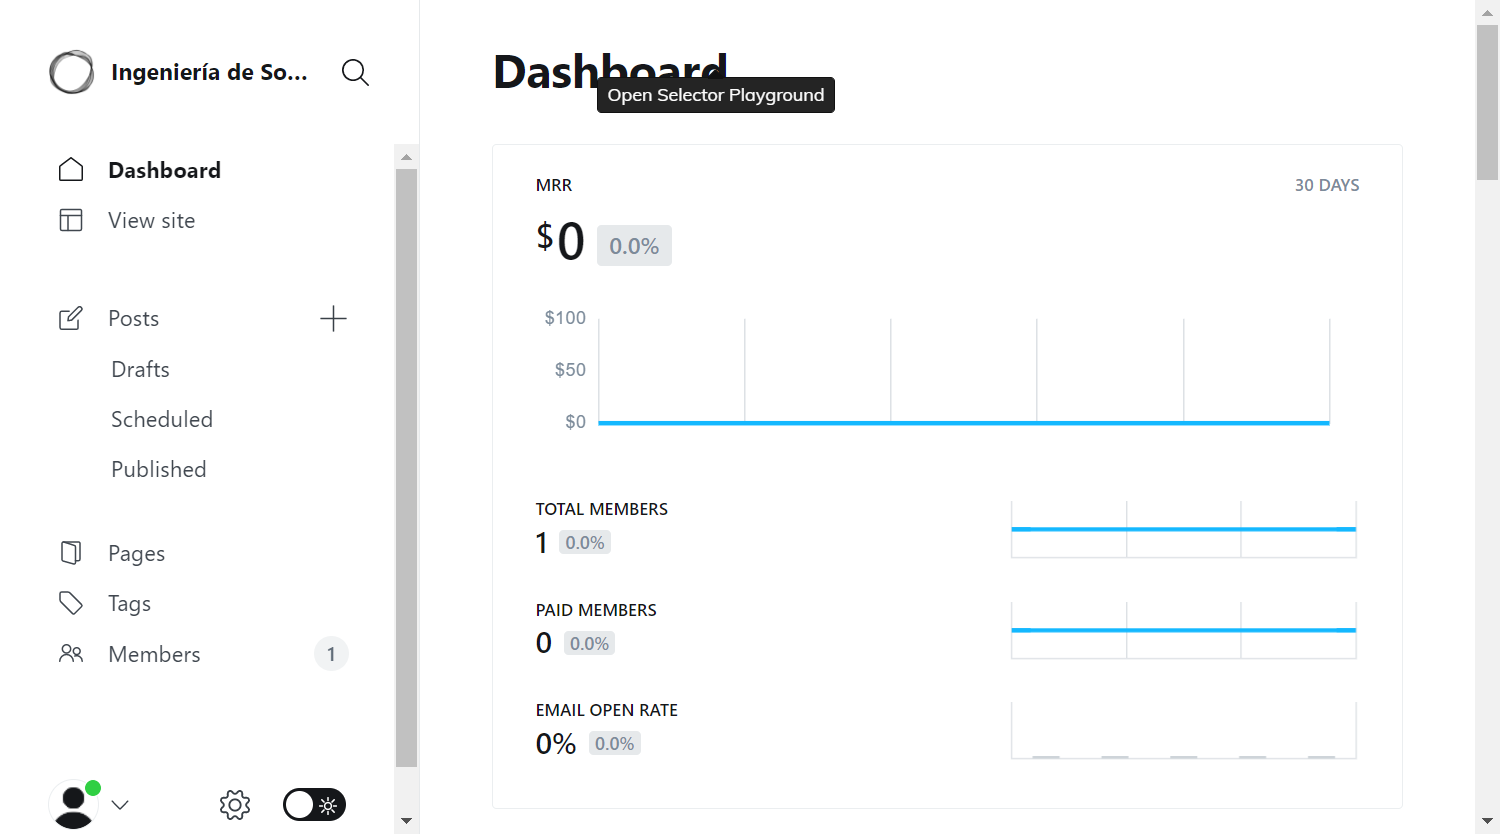 Ingeniería de So...
Dashboard
View site
Posts
Drafts
Scheduled
Published
Pages
Tags
Members
1
Dashboard
Open Selector Playground
MRR
30 DAYS
$0 0.0%
$100
$50
$0
TOTAL MEMBERS
1 0.0%
PAID MEMBERS
0 0.0%
EMAIL OPEN RATE
0% 0.0%